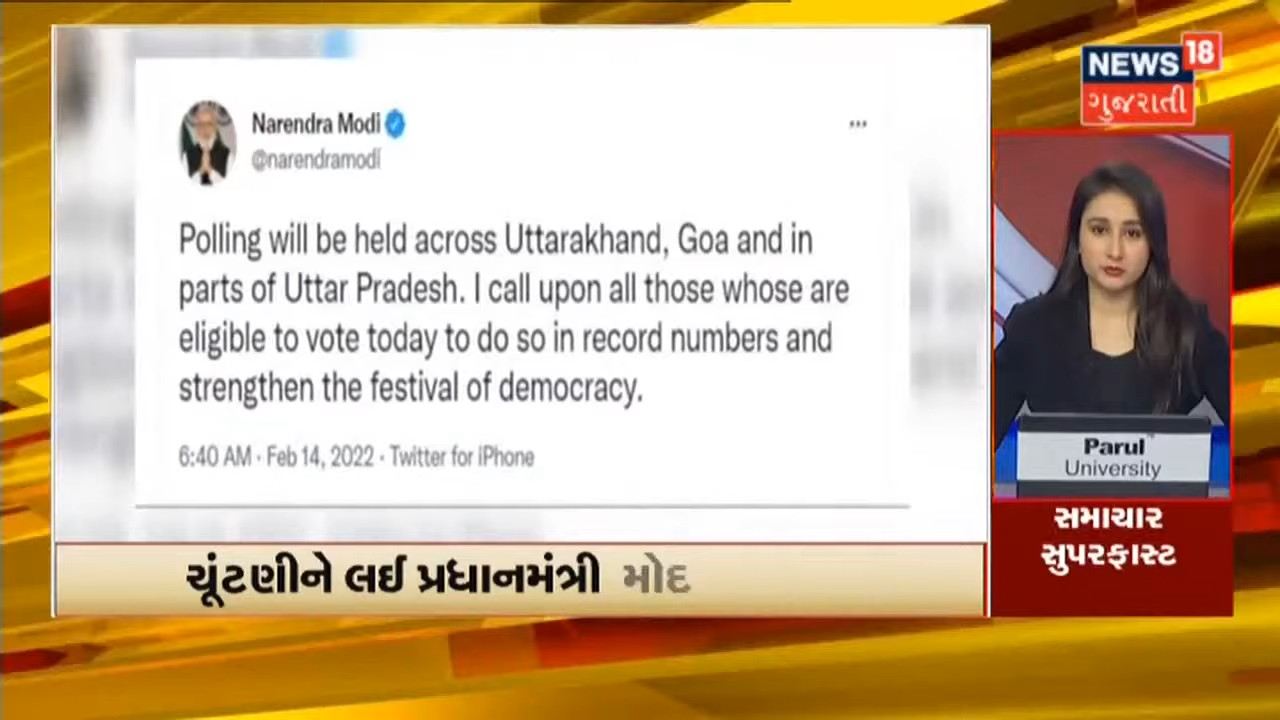 Narendra Modi
@narendramodi
Polling will be held across Uttarakhand, Goa and in
parts of Uttar Pradesh. I call upon all those whose are
eligible to vote today to do so in record numbers and
strengthen the festival of democracy.
6:40 AM · Feb 14, 2022 · Twitter for iPhone
ચૂંટણીને લઈ પ્રધાનમંત્રી મોદ
NEWS 18
ગુજરાતી
Parul
University
સમાચાર
સુપરફાસ્ટ